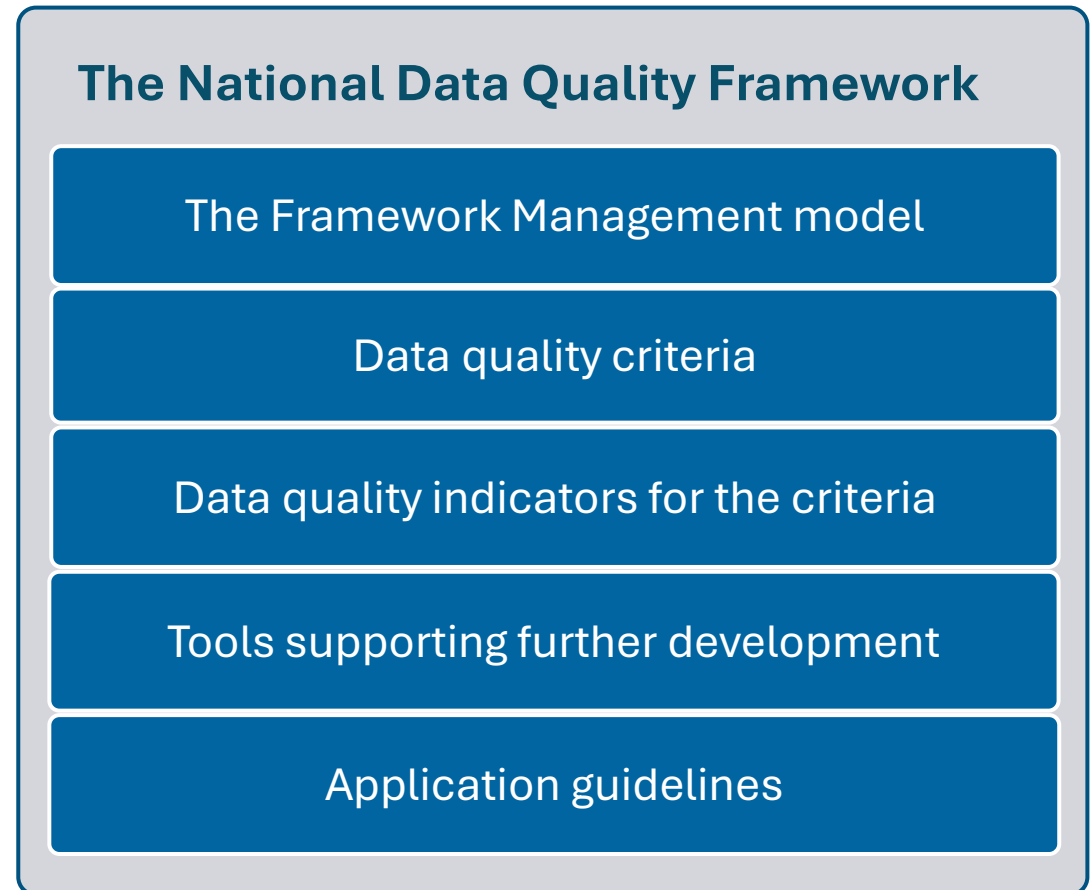 The National Data Quality Framework
The Framework Management model
Data quality criteria
Data quality indicators for the criteria
Tools supporting further development
Application guidelines